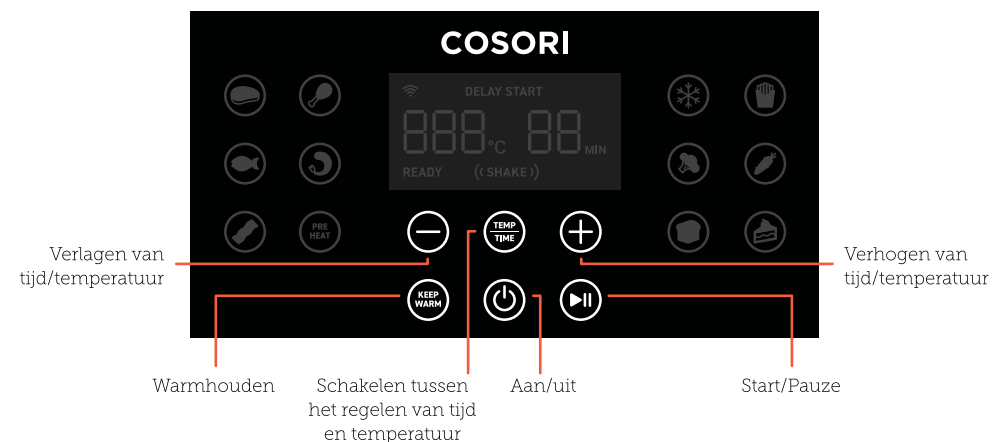 COSORI
DELAY START
888 °C 88 MIN
READY ((SHAKE))
PRE
HEAT
TEMP
TIME
KEEP
WARM
Verlagen van
tijd/temperatuur
Verhogen van
tijd/temperatuur
Warmhouden
Schakelen tussen
het regelen van tijd
en temperatuur
Aan/uit
Start/Pauze